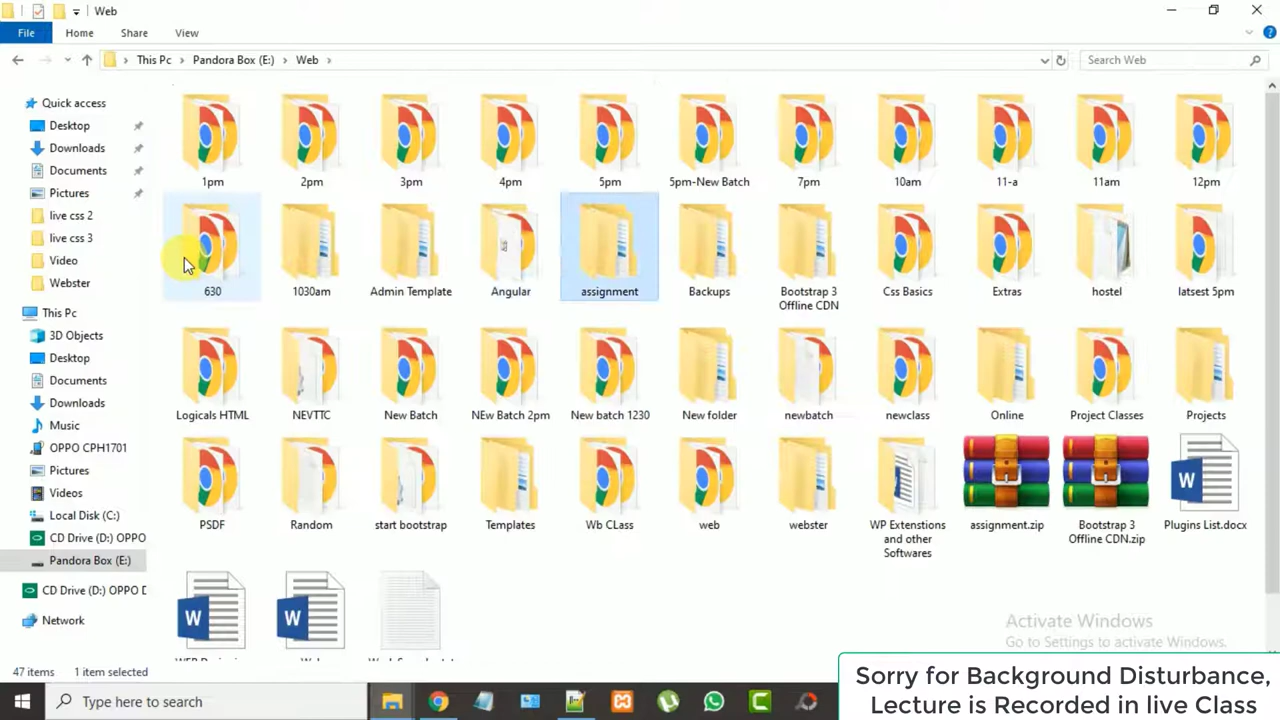 Web
File
Home
Share
View
This Pc
Pandora Box (E:)
Web
Search Web
Quick access
Desktop
Downloads
Documents
Pictures
live css 2
live css 3
Video
Webster
This Pc
3D Objects
Desktop
Documents
Downloads
Music
OPPO CPH1701
Pictures
Videos
Local Disk (C:)
CD Drive (D:) OPPO
Pandora Box (E:)
CD Drive (D:) OPPO D
Network
1pm
2pm
3pm
4pm
5pm
5pm-New Batch
7pm
10am
11-a
11am
12pm
630
1030am
Admin Template
Angular
assignment
Backups
Bootstrap 3
Offline CDN
Css Basics
Extras
hostel
latsest 5pm
Logicals HTML
NEVTTC
New Batch
NEw Batch 2pm
New batch 1230
New folder
newbatch
newclass
Online
Project Classes
Projects
PSDF
Random
start bootstrap
Templates
Wb CLass
web
webster
WP Extenstions
and other
Softwares
assignment.zip
Bootstrap 3
Offline CDN.zip
Plugins List.docx
Activate Windows
Go to Settings to activate Windows.
47 items
1 item selected
Type here to search
Sorry for Background Disturbance,
Lecture is Recorded in live Class